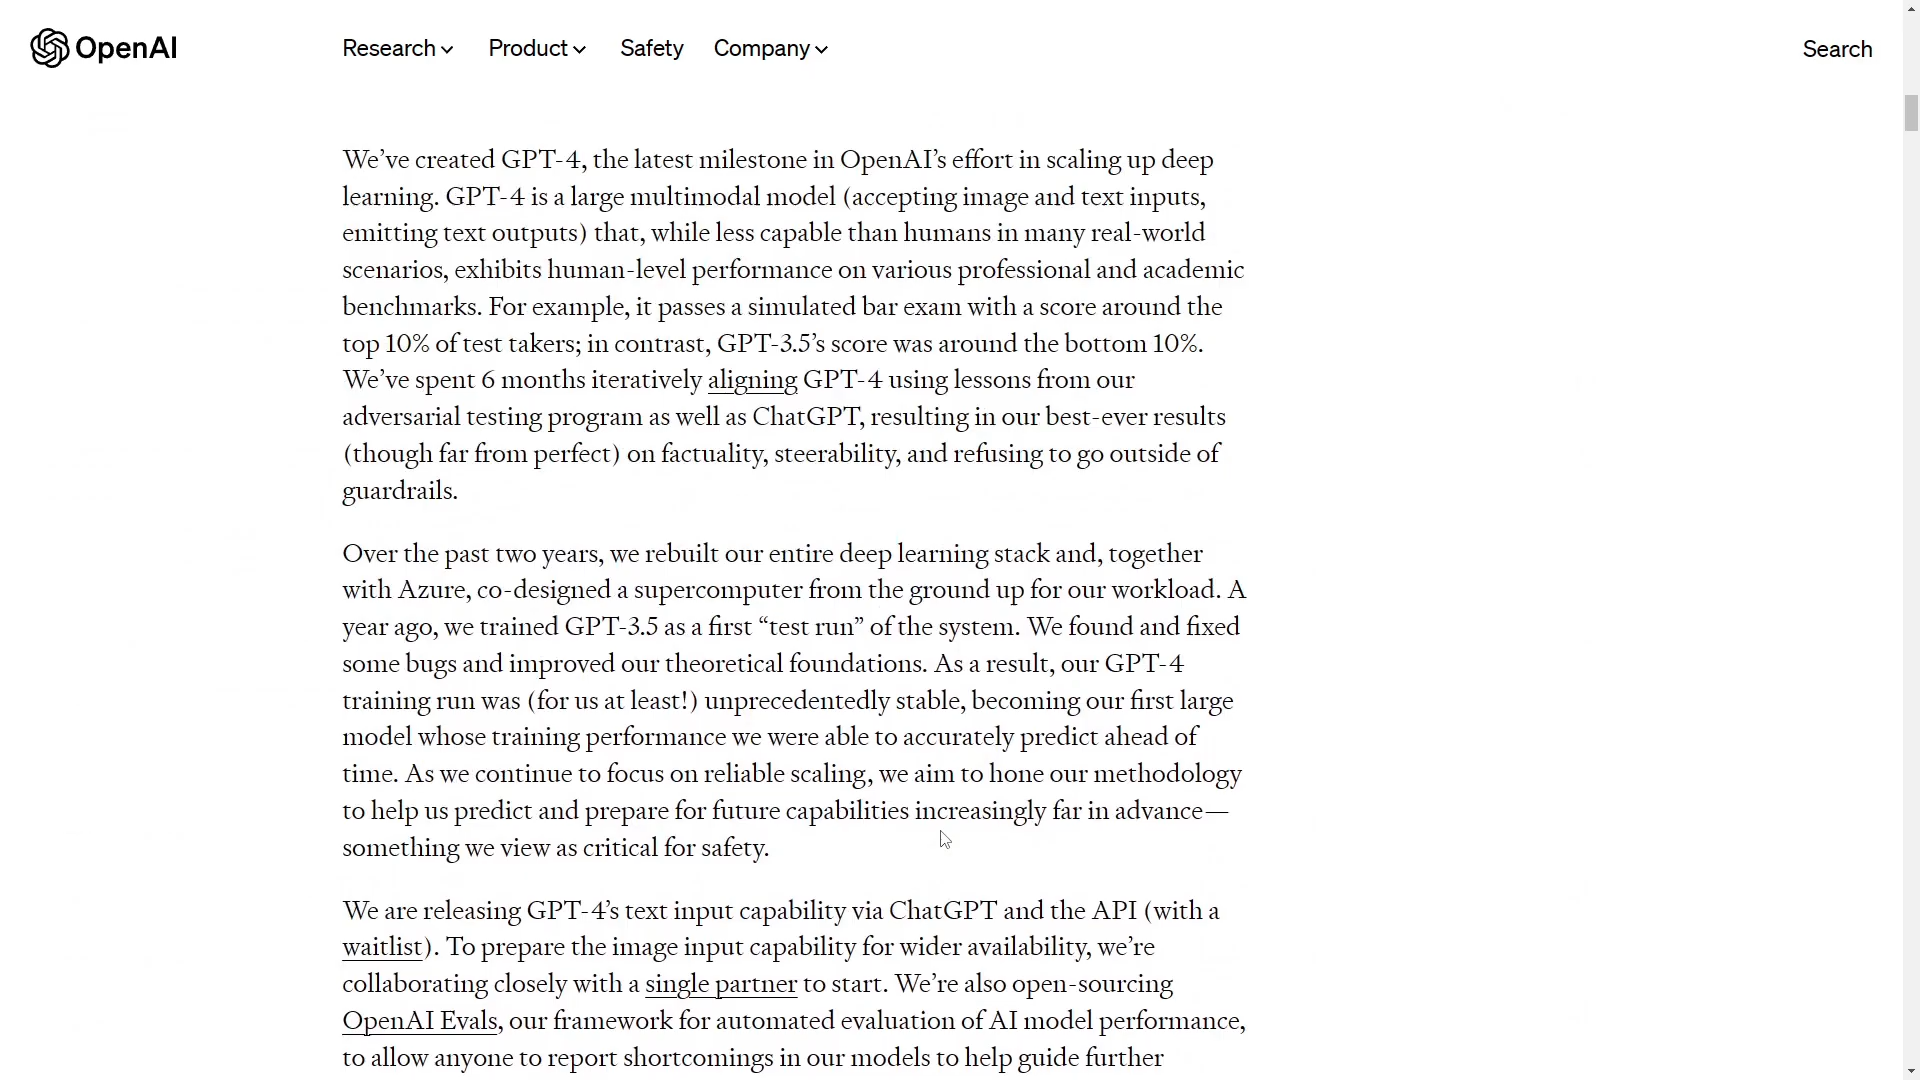 OpenAI
Research Product Safety Company
Search
We’ve created GPT-4, the latest milestone in OpenAI’s effort in scaling up deep
learning. GPT-4 is a large multimodal model (accepting image and text inputs,
emitting text outputs) that, while less capable than humans in many real-world
scenarios, exhibits human-level performance on various professional and academic
benchmarks. For example, it passes a simulated bar exam with a score around the
top 10% of test takers; in contrast, GPT-3.5’s score was around the bottom 10%.
We’ve spent 6 months iteratively aligning GPT-4 using lessons from our
adversarial testing program as well as ChatGPT, resulting in our best-ever results
(though far from perfect) on factuality, steerability, and refusing to go outside of
guardrails.
Over the past two years, we rebuilt our entire deep learning stack and, together
with Azure, co-designed a supercomputer from the ground up for our workload. A
year ago, we trained GPT-3.5 as a first “test run” of the system. We found and fixed
some bugs and improved our theoretical foundations. As a result, our GPT-4
training run was (for us at least!) unprecedentedly stable, becoming our first large
model whose training performance we were able to accurately predict ahead of
time. As we continue to focus on reliable scaling, we aim to hone our methodology
to help us predict and prepare for future capabilities increasingly far in advance—
something we view as critical for safety.
We are releasing GPT-4’s text input capability via ChatGPT and the API (with a
waitlist). To prepare the image input capability for wider availability, we’re
collaborating closely with a single partner to start. We’re also open-sourcing
OpenAI Evals, our framework for automated evaluation of AI model performance,
to allow anyone to report shortcomings in our models to help guide further